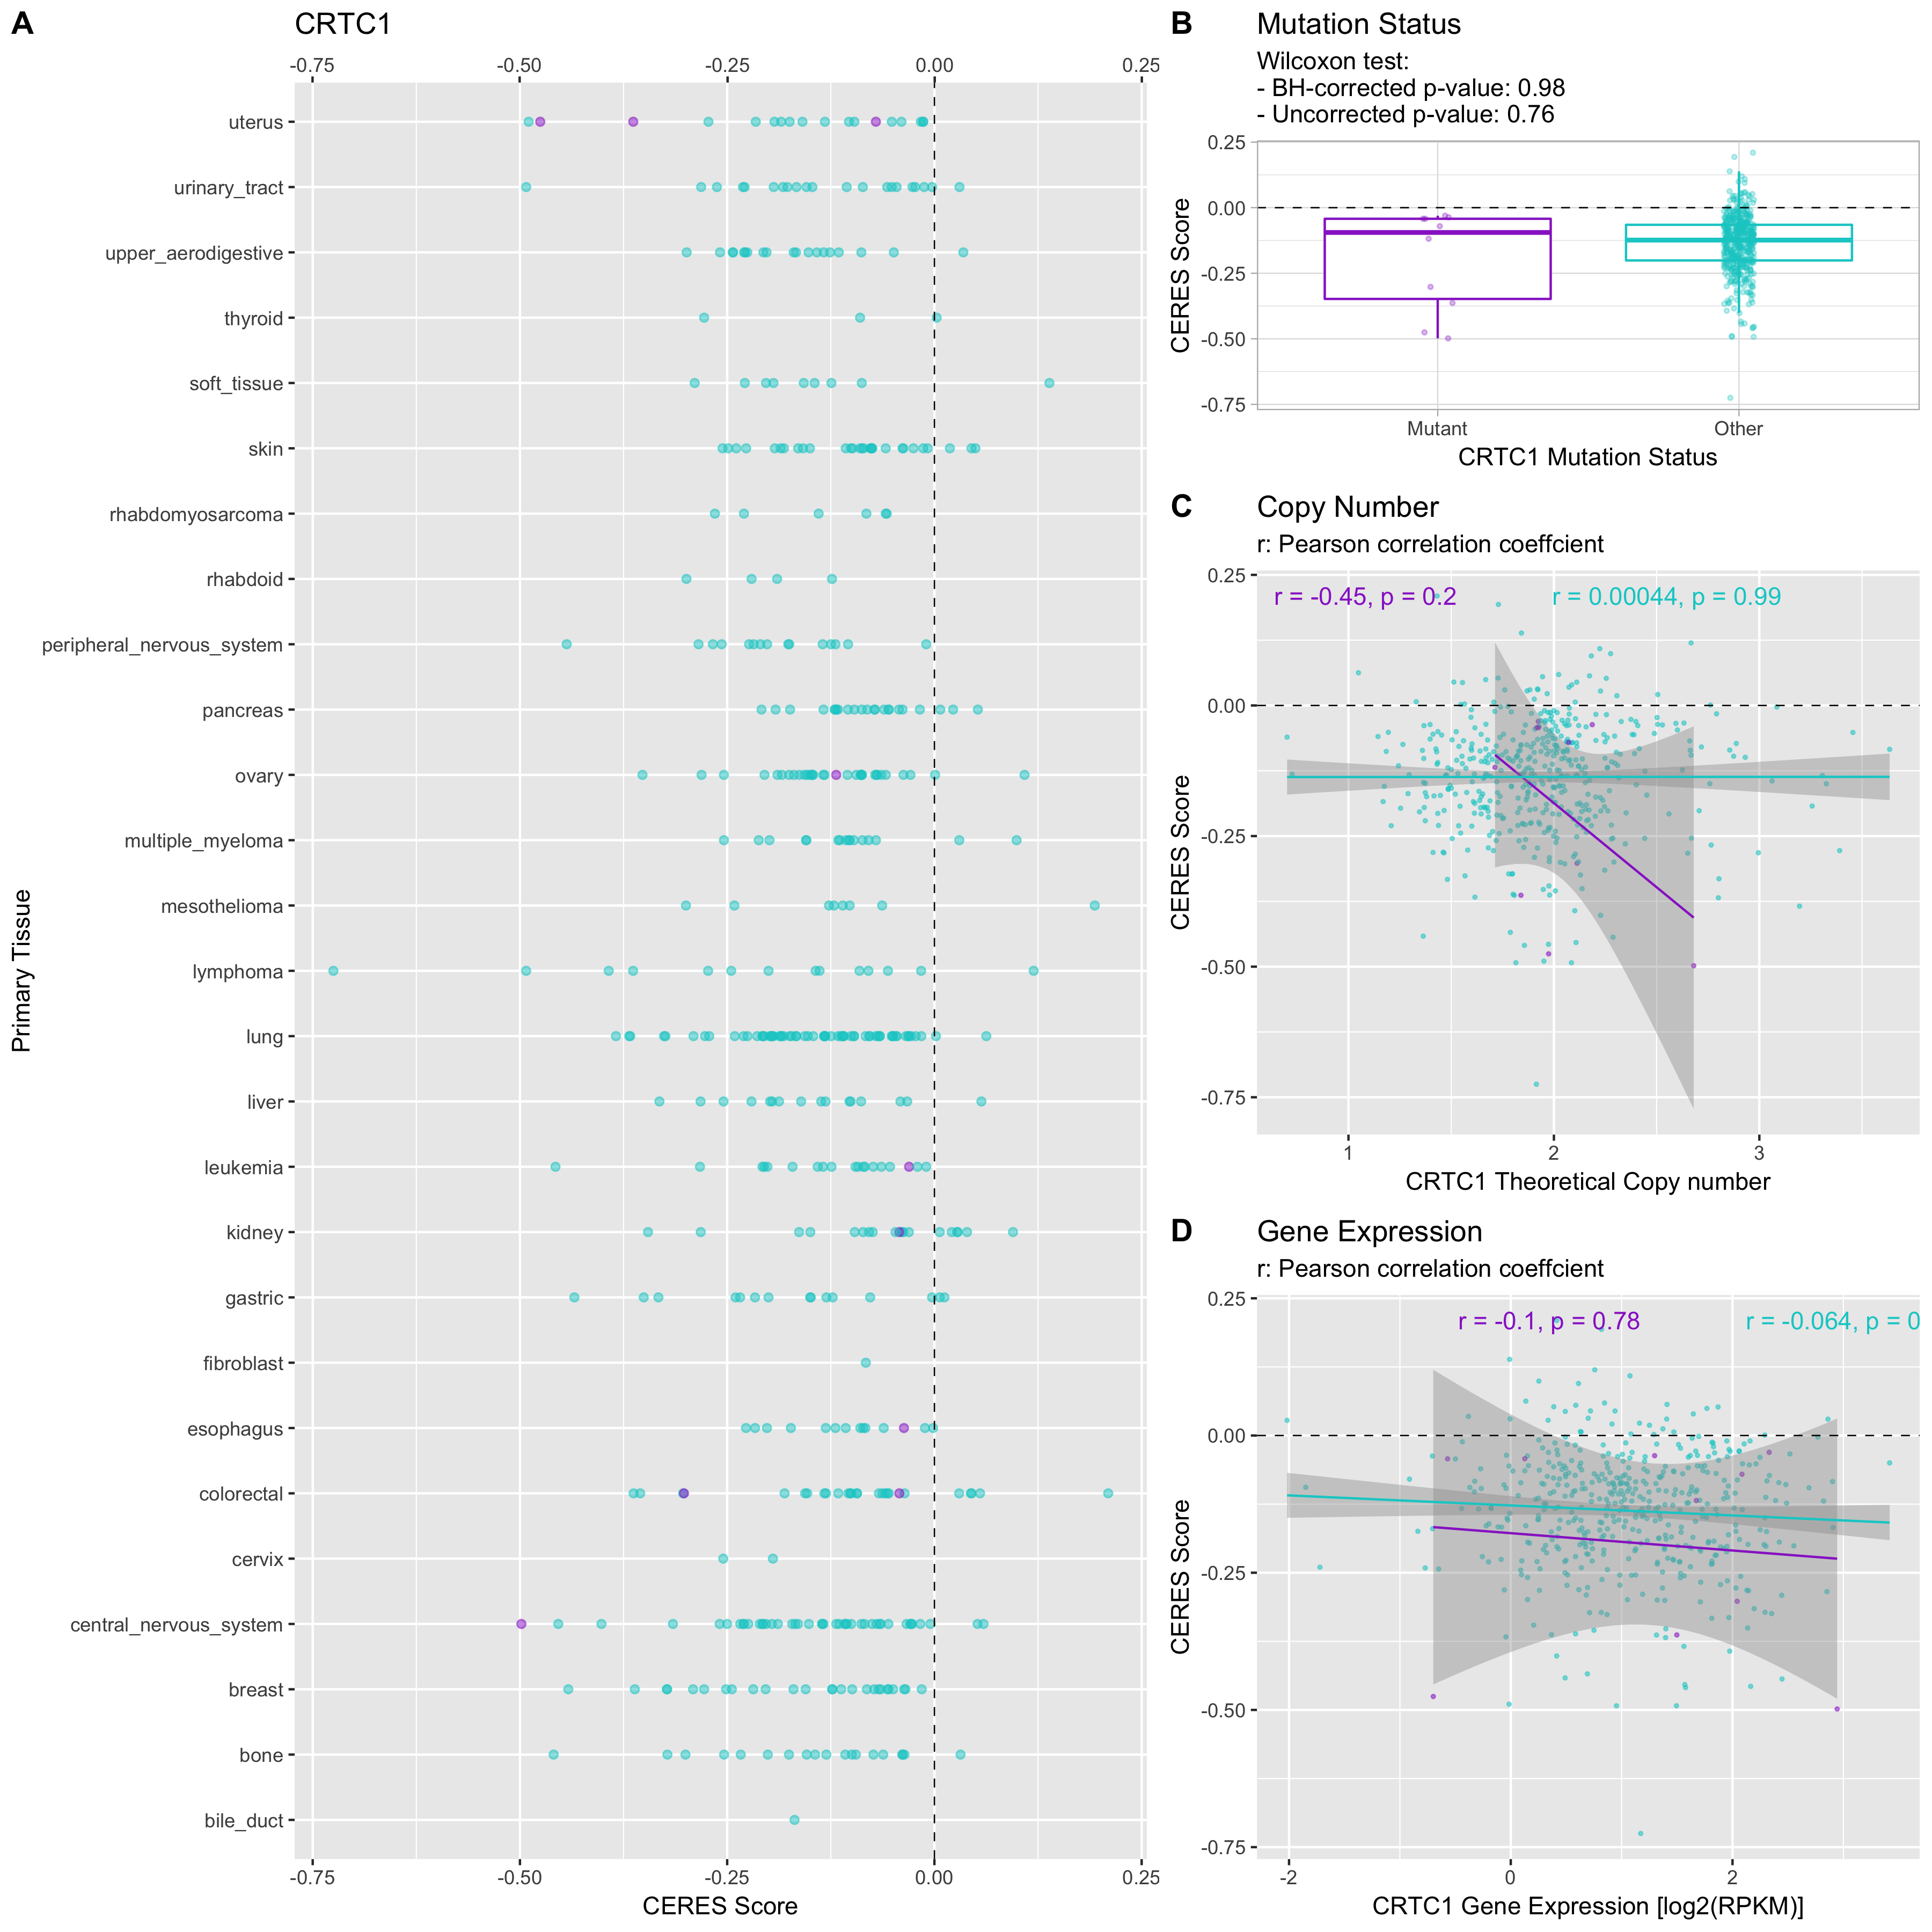 A
CRTC1
-0.75 -0.50 -0.25 0.00 0.25
uterus
urinary_tract
upper_aerodigestive
thyroid
soft_tissue
skin
rhabdomyosarcoma
rhabdoid
peripheral_nervous_system
pancreas
ovary
multiple_myeloma
mesothelioma
lymphoma
lung
liver
leukemia
kidney
gastric
fibroblast
esophagus
colorectal
cervix
central_nervous_system
breast
bone
bile_duct
Primary Tissue
-0.75 -0.50 -0.25 0.00 0.25
CERES Score
B
Mutation Status
Wilcoxon test:
- BH-corrected p-value: 0.98
- Uncorrected p-value: 0.76
0.25
0.00
-0.25
-0.50
-0.75
CERES Score
Mutant Other
CRTC1 Mutation Status
C
Copy Number
r: Pearson correlation coeffcient
r = -0.45, p = 0.2 r = 0.00044, p = 0.99
0.25
0.00
-0.25
-0.50
-0.75
CERES Score
1 2 3
CRTC1 Theoretical Copy number
D
Gene Expression
r: Pearson correlation coeffcient
r = -0.1, p = 0.78 r = -0.064, p = 0
0.25
0.00
-0.25
-0.50
-0.75
CERES Score
-2 0 2
CRTC1 Gene Expression [log2(RPKM)]